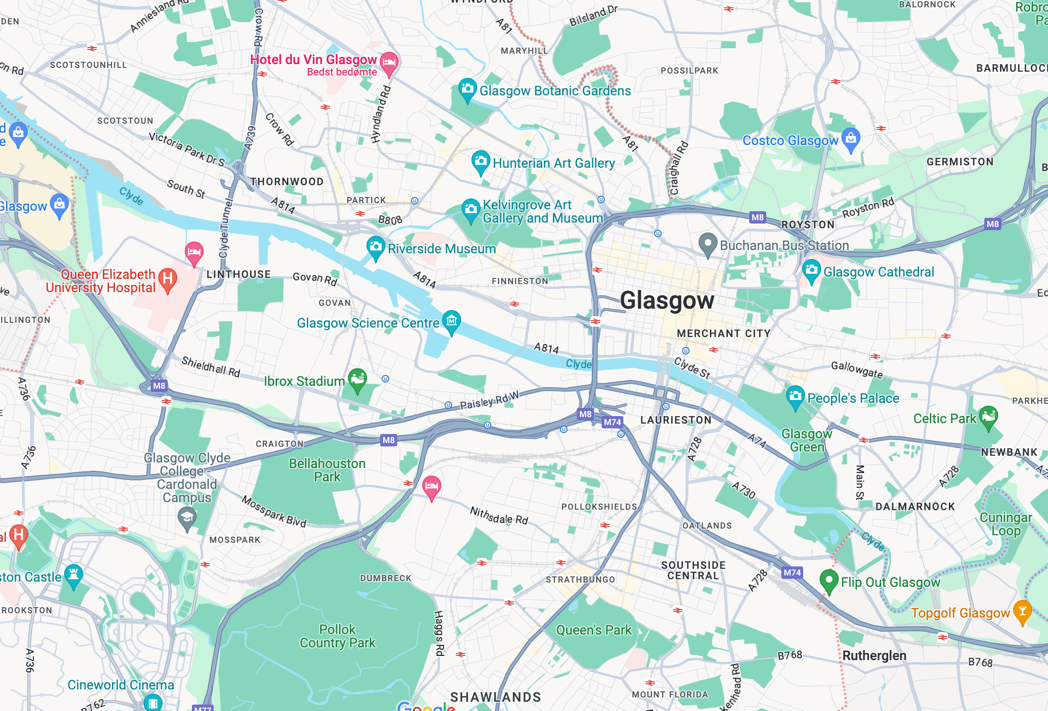 WYNDFORD
BALORNOCK
Anniesland Rd
Crow Rd
A81
Bilsland Dr
MARYHILL
SCOTSTOUNHILL
Hotel du Vin Glasgow
Bedst bedømte
POSSILPARK
BARMULLOCH
Glasgow Botanic Gardens
Hyndland Rd
SCOTSTOUN
Victoria Park Dr S
A739
Crow Rd
A81
Costco Glasgow
Craighall Rd
Hunterian Art Gallery
GERMISTON
THORNWOOD
South St
Clyde
A814
PARTICK
B808
Kelvingrove Art
Gallery and Museum
Glasgow
Clyde Tunnel
M8
ROYSTON
Royston Rd
M8
Riverside Museum
Buchanan Bus Station
Queen Elizabeth
University Hospital
LINTHOUSE
Govan Rd
A814
FINNIESTON
Glasgow Cathedral
GOVAN
Glasgow
Glasgow Science Centre
MERCHANT CITY
A814
Clyde
Clyde St
Gallowgate
Shieldhall Rd
M8
Ibrox Stadium
A736
Paisley Rd W
People's Palace
M8
M74
LAURIESTON
Celtic Park
A74
Glasgow
Green
M8
CRAIGTON
A736
Glasgow Clyde
College -
Cardonald
Campus
Bellahouston
Park
A728
NEWBANK
Main St
A728
A730
Mosspark Blvd
Nithsdale Rd
POLLOKSHIELDS
DALMARNOCK
OATLANDS
Cuningar
Loop
MOSSPARK
Clyde
DUMBRECK
STRATHBUNGO
SOUTHSIDE
CENTRAL
A728
M74
Flip Out Glasgow
Topgolf Glasgow
Pollok
Country Park
Haggs Rd
Queen's Park
A736
B768
Rutherglen
B768
Cineworld Cinema
B762
M77
SHAWLANDS
MOUNT FLORIDA
Google